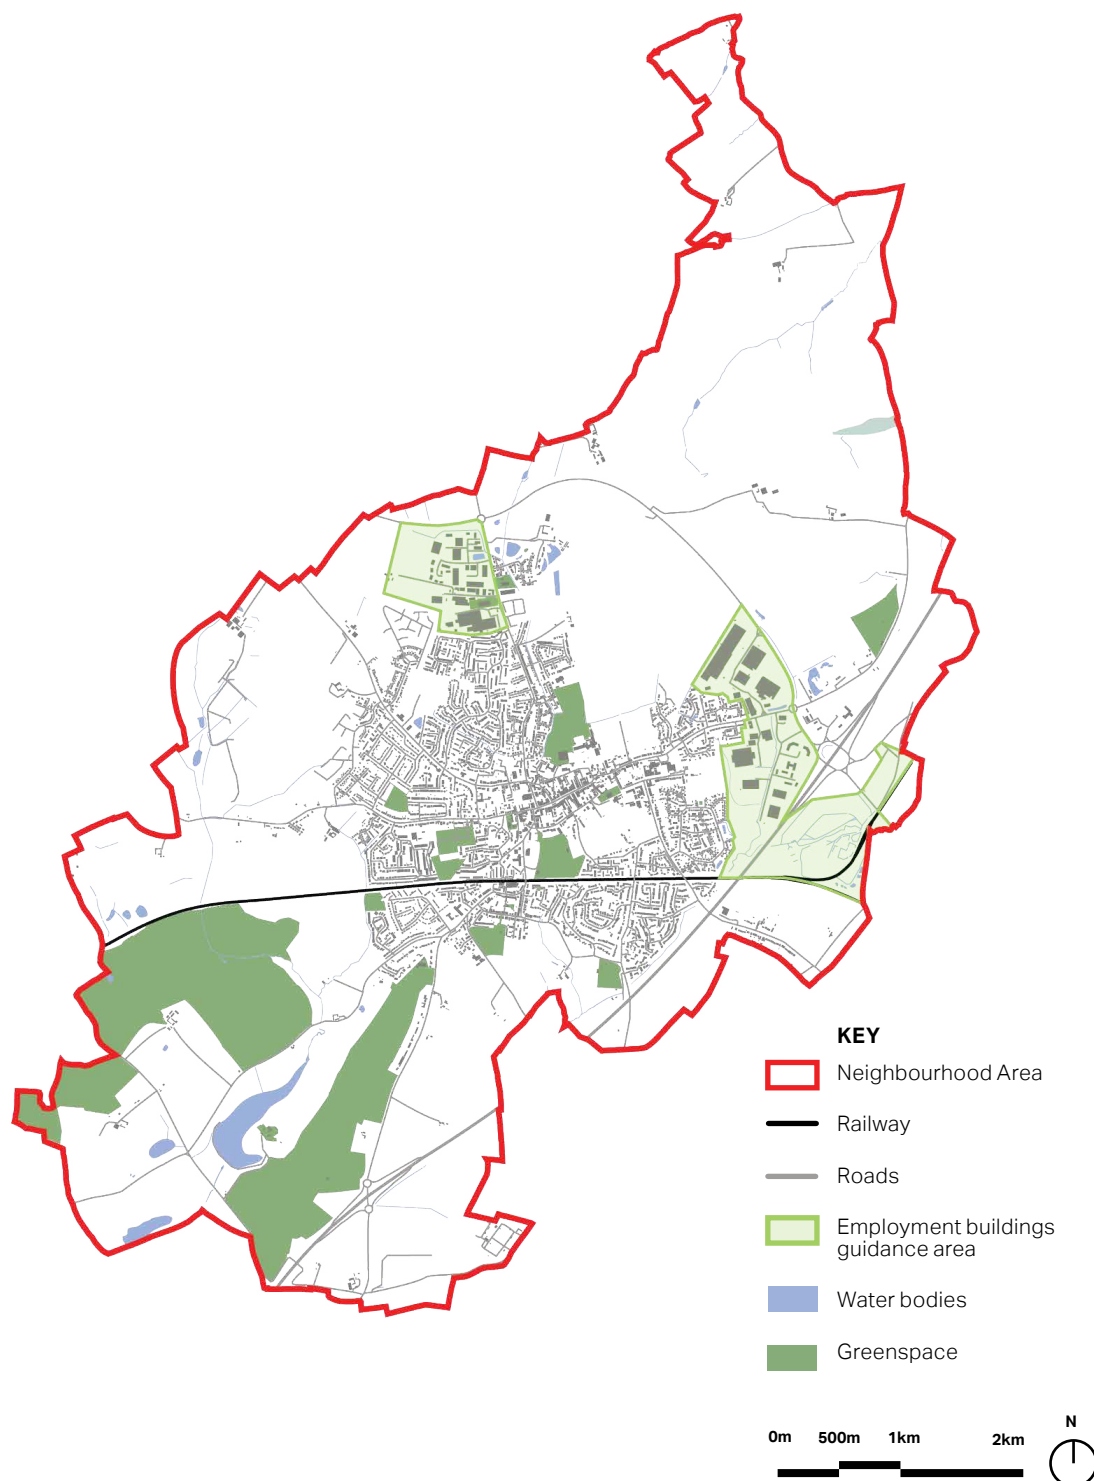 KEY
Neighbourhood Area
Railway
Roads
Employment buildings
guidance area
Water bodies
Greenspace
0m 500m 1km 2km
N